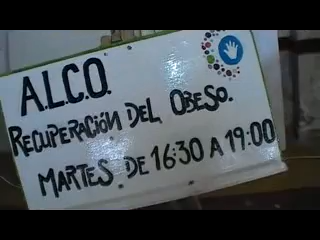 A.L.C.O.
RECUPERACIÓN DEL OBESO.
MARTES. DE 16:30 A 19:00